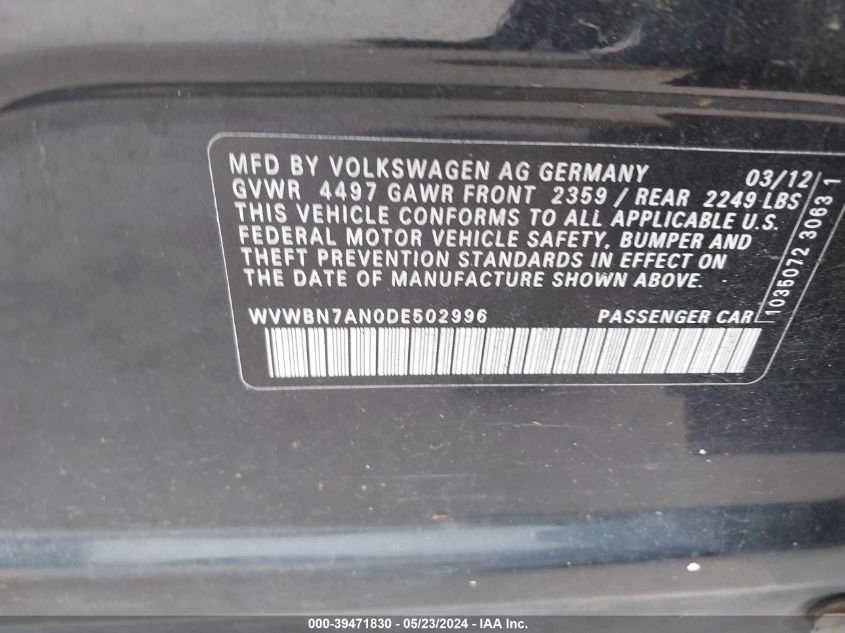 MFD BY VOLKSWAGEN AG GERMANY 03/12
GVWR 4497 GAWR FRONT 2359 / REAR 2249 LBS
THIS VEHICLE CONFORMS TO ALL APPLICABLE U.S.
FEDERAL MOTOR VEHICLE SAFETY, BUMPER AND
THEFT PREVENTION STANDARDS IN EFFECT ON
THE DATE OF MANUFACTURE SHOWN ABOVE.
WVWBN7AN0DE502996 PASSENGER CAR
1035072 30631
000-39471830 - 05/23/2024 - IAA Inc.